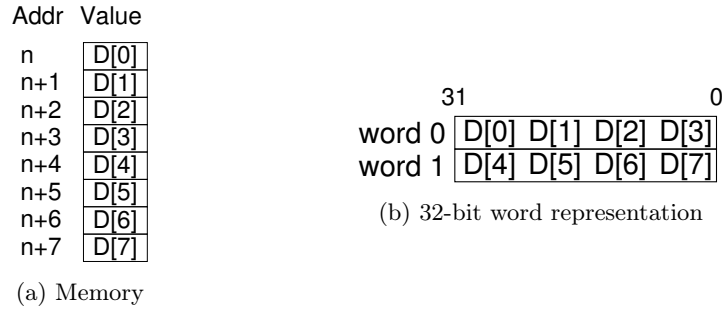 Addr Value
n D[0]
n+1 D[1]
n+2 D[2]
n+3 D[3]
n+4 D[4]
n+5 D[5]
n+6 D[6]
n+7 D[7]
(a) Memory
31 0
word 0 D[0] D[1] D[2] D[3]
word 1 D[4] D[5] D[6] D[7]
(b) 32-bit word representation